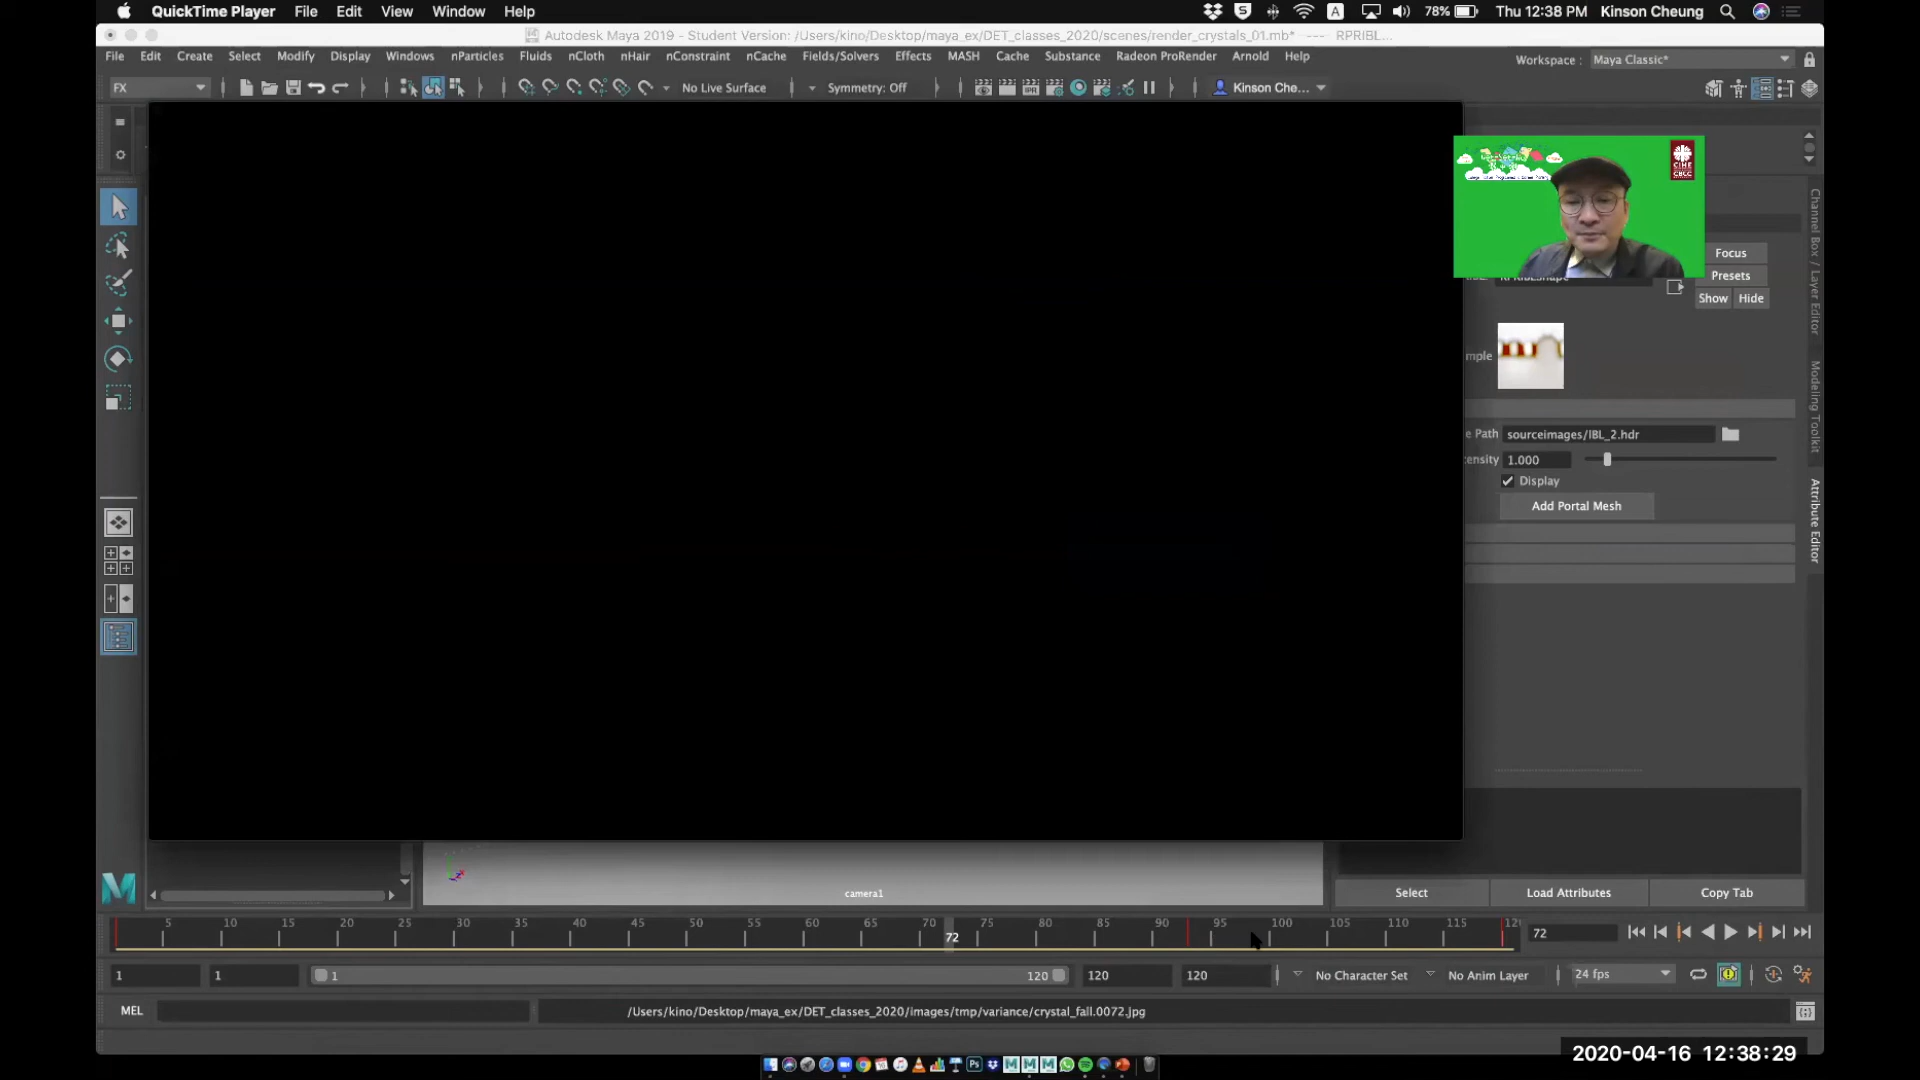 QuickTime Player File Edit View Window Help 78% Thu 12:38 PM Kinson Cheung
Autodesk Maya 2019 - Student Version: /Users/kino/Desktop/maya_ex/DET_classes_2020/scenes/render_crystals_01.mb* --- RPRIBL...
File Edit Create Select Modify Display Windows nParticles Fluids nCloth nHair nConstraint nCache Fields/Solvers Effects MASH Cache Substance Radeon ProRender Arnold Help Workspace : Maya Classic*
FX No Live Surface Symmetry: Off Kinson Che...
CIHE
CBCC
Focus
Presets
Show Hide
mple
e Path sourceimages/IBL_2.hdr
tensity 1.000
Display
Add Portal Mesh
Channel Box / Layer Editor
Modeling Toolkit
Attribute Editor
camera1
Select Load Attributes Copy Tab
5 10 15 20 25 30 35 40 45 50 55 60 65 70 75 80 85 90 95 100 105 110 115 12
72 72
1 1 1 120 120 120 No Character Set No Anim Layer 24 fps
MEL /Users/kino/Desktop/maya_ex/DET_classes_2020/images/tmp/variance/crystal_fall.0072.jpg
2020-04-16 12:38:29